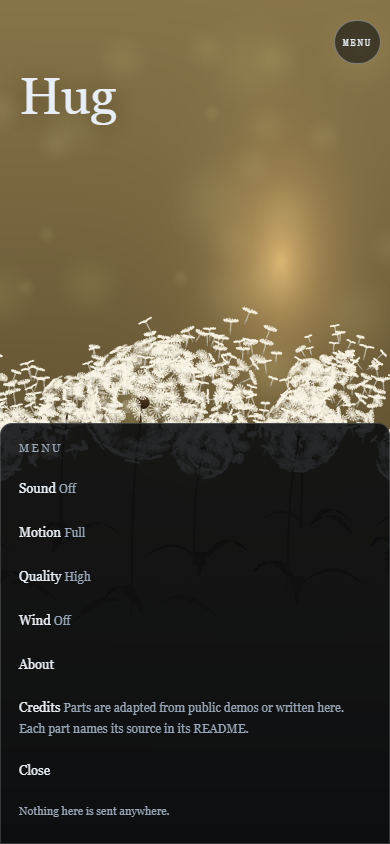 MENU
Hug
MENU
Sound Off
Motion Full
Quality High
Wind Off
About
Credits Parts are adapted from public demos or written here.
Each part names its source in its README.
Close
Nothing here is sent anywhere.